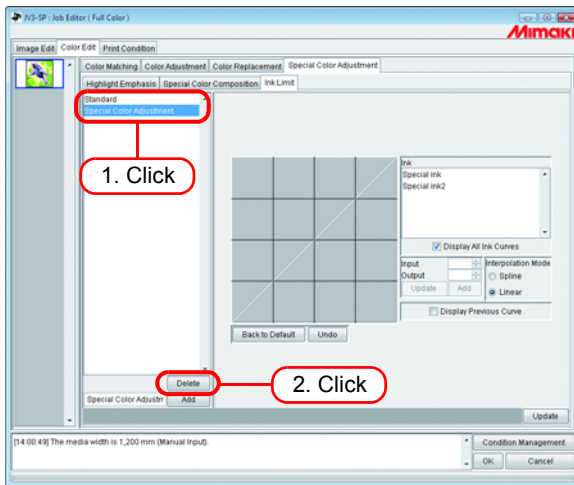 JV3-SP : Job Editor ( Full Color )
Mimaki
Image Edit Color Edit Print Condition
Color Matching Color Adjustment Color Replacement Special Color Adjustment
Highlight Emphasis Special Color Composition Ink Limit
Standard
Special Color Adjustment
1. Click
Ink
Special ink
Special ink2
Display All Ink Curves
Input
Output
Update Add
Interpolation Mode
Spline
Linear
Display Previous Curve
Back to Default Undo
Delete
2. Click
Special Color Adjustm Add
Update
[14:00:49] The media width is 1,200 mm (Manual Input).
Condition Management
OK Cancel